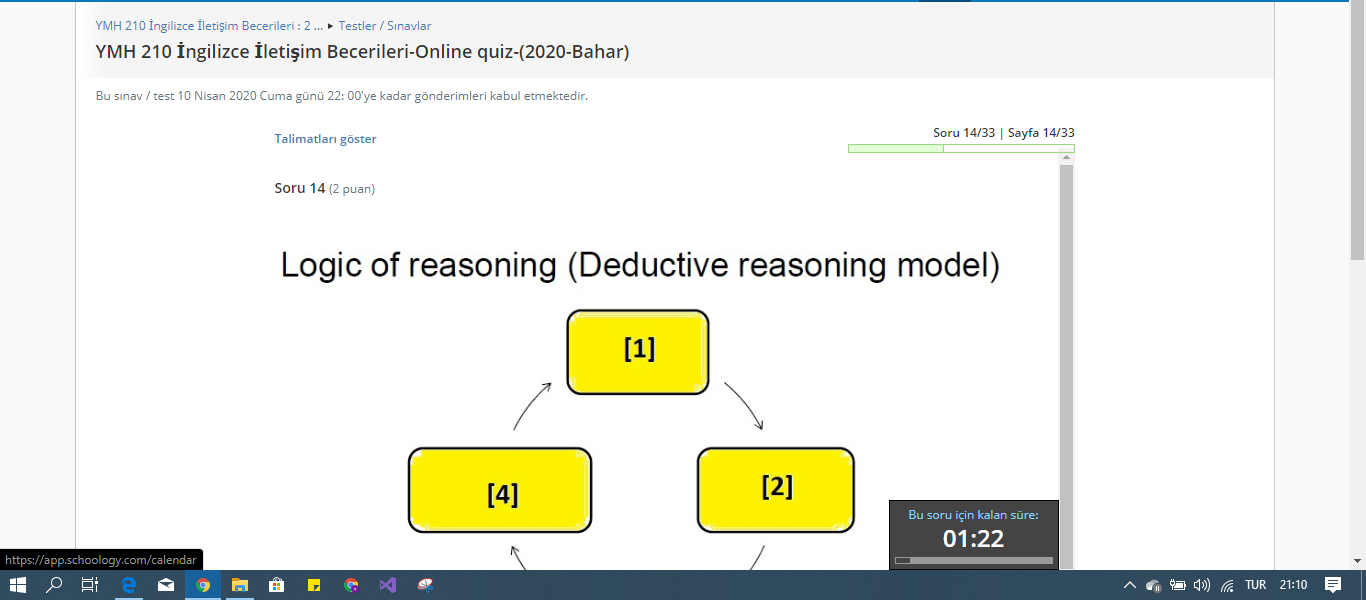 YMH 210 İngilizce İletişim Becerileri : 2 ... ▸ Testler / Sınavlar
YMH 210 İngilizce İletişim Becerileri-Online quiz-(2020-Bahar)
Bu sınav / test 10 Nisan 2020 Cuma günü 22: 00'ye kadar gönderimleri kabul etmektedir.
Talimatları göster
Soru 14/33 | Sayfa 14/33
Soru 14 (2 puan)
Logic of reasoning (Deductive reasoning model)
[1]
[4]
[2]
Bu soru için kalan süre:
01:22
https://app.schoology.com/calendar
TUR
21:10